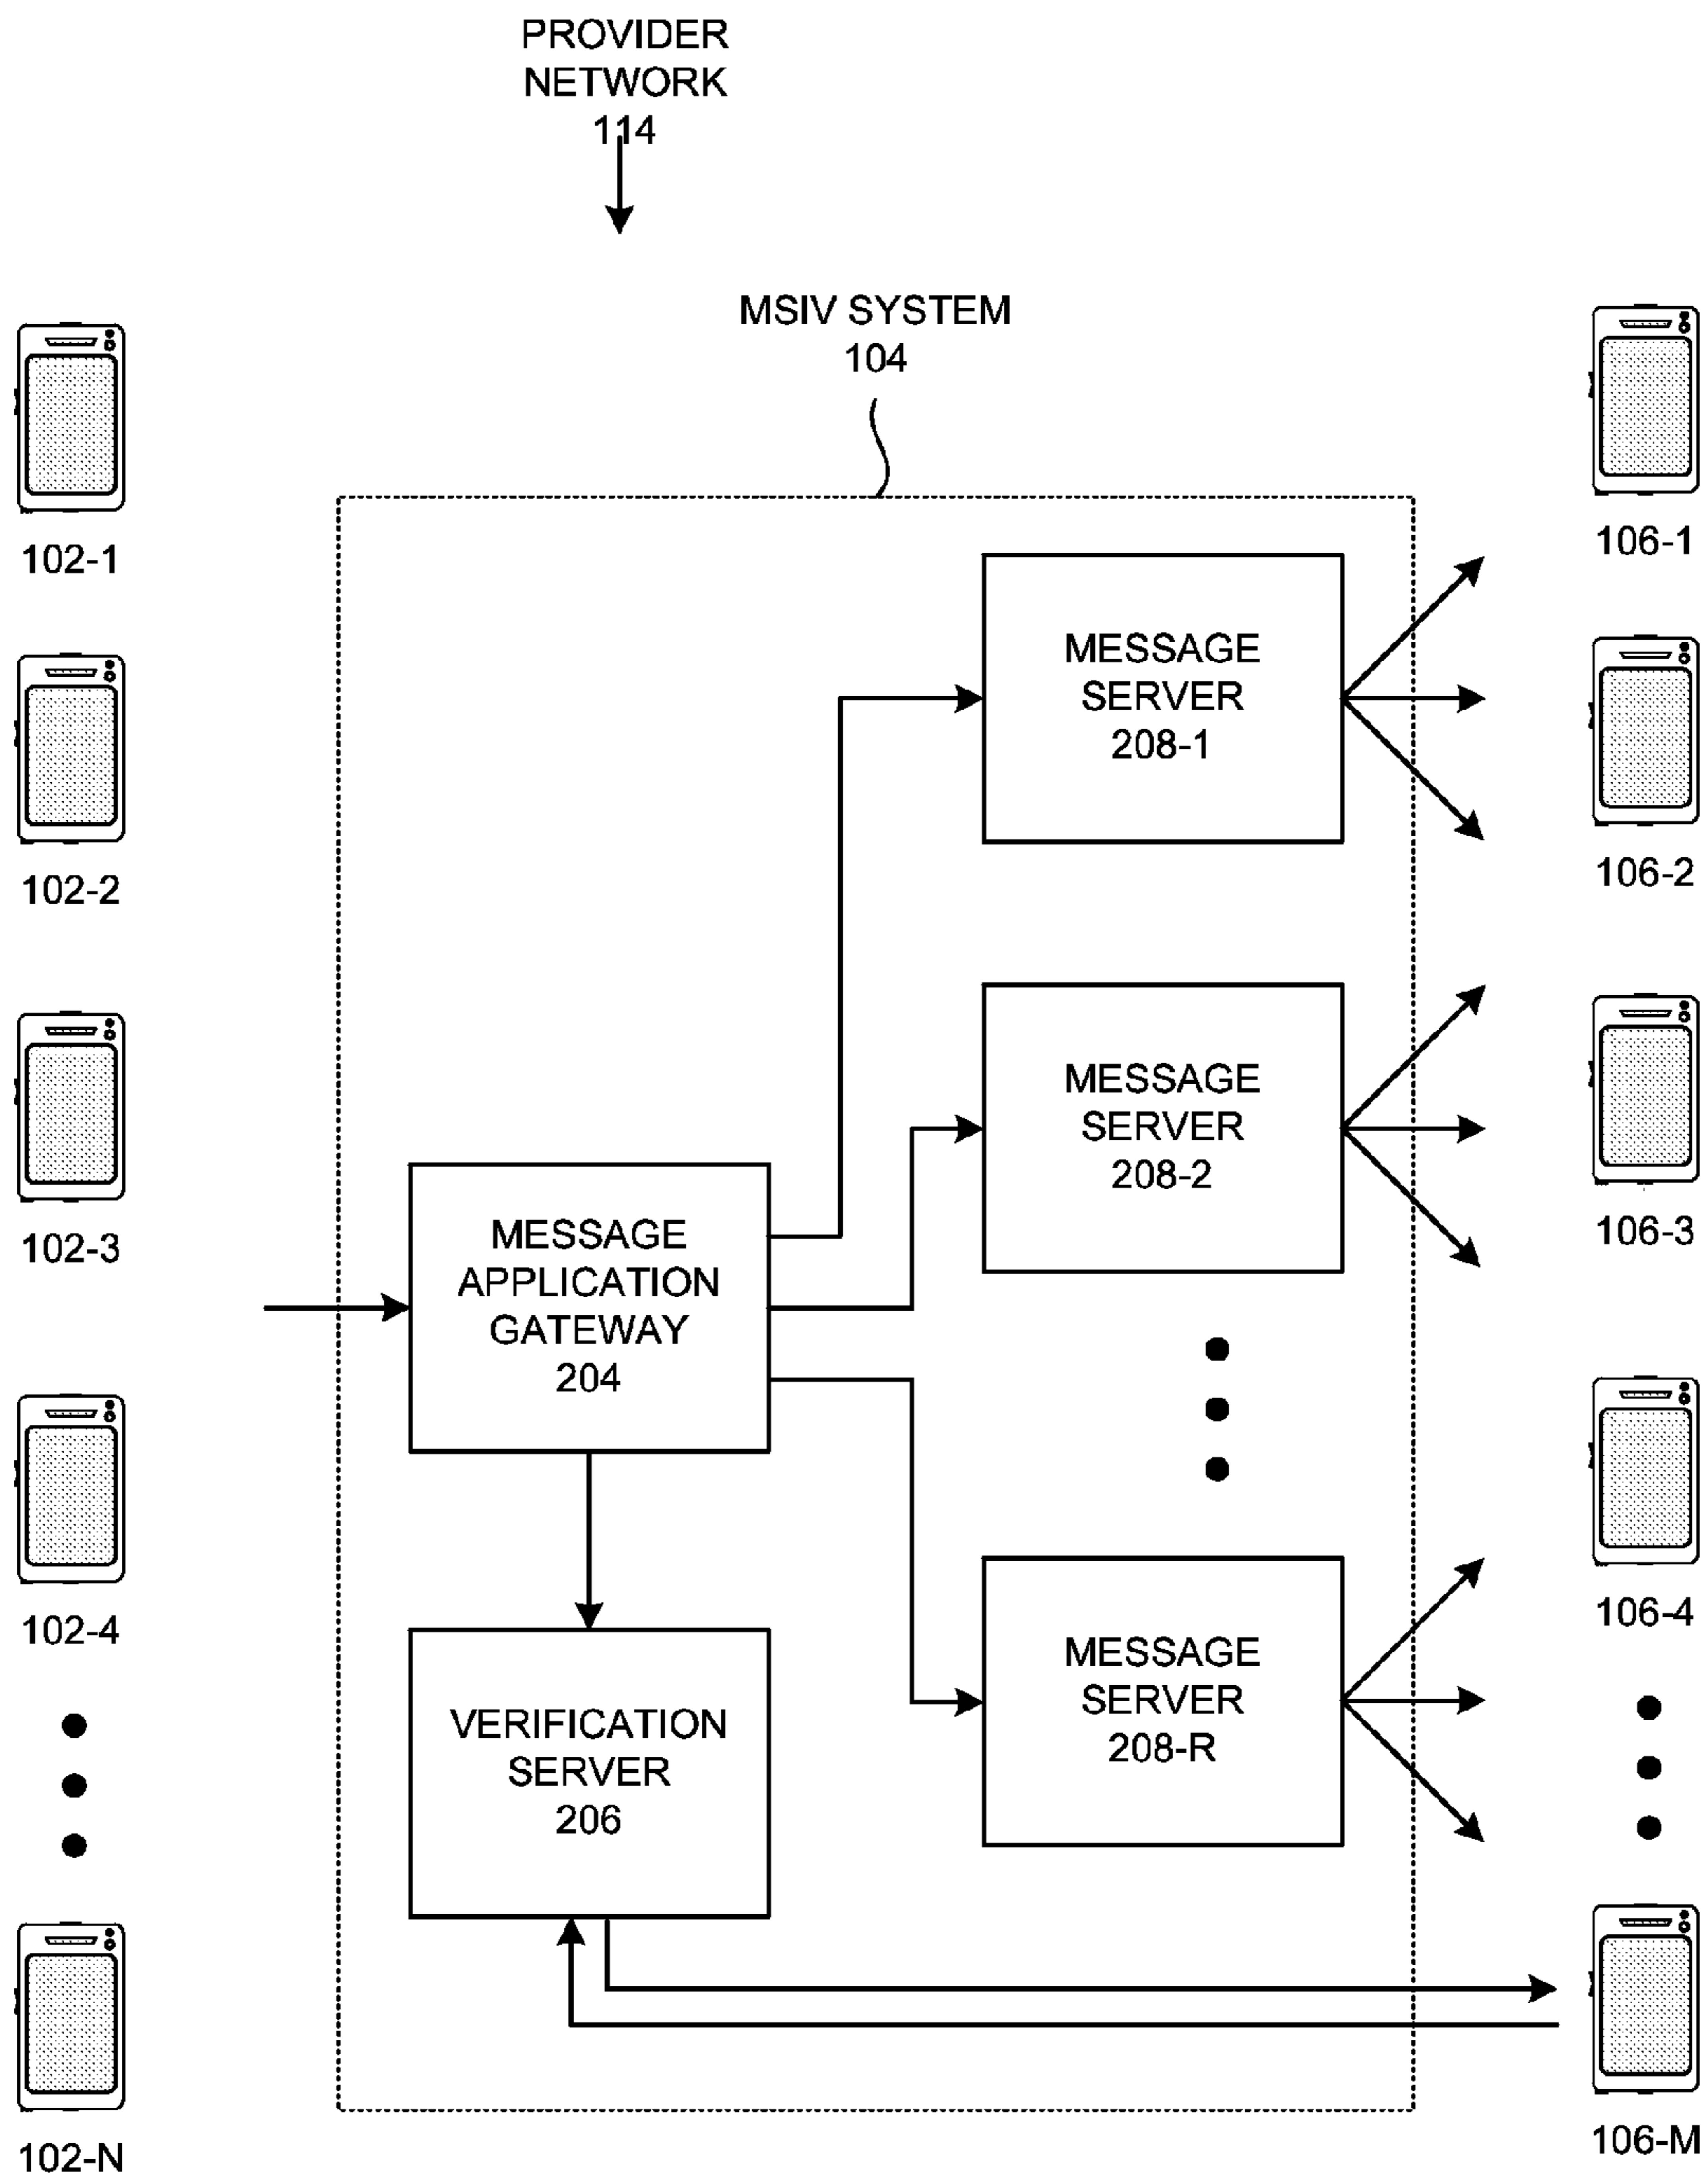 PROVIDER
NETWORK
114
MSIV SYSTEM
104
102-1
102-2
102-3
102-4
102-N
MESSAGE
APPLICATION
GATEWAY
204
VERIFICATION
SERVER
206
MESSAGE
SERVER
208-1
MESSAGE
SERVER
208-2
MESSAGE
SERVER
208-R
106-1
106-2
106-3
106-4
106-M